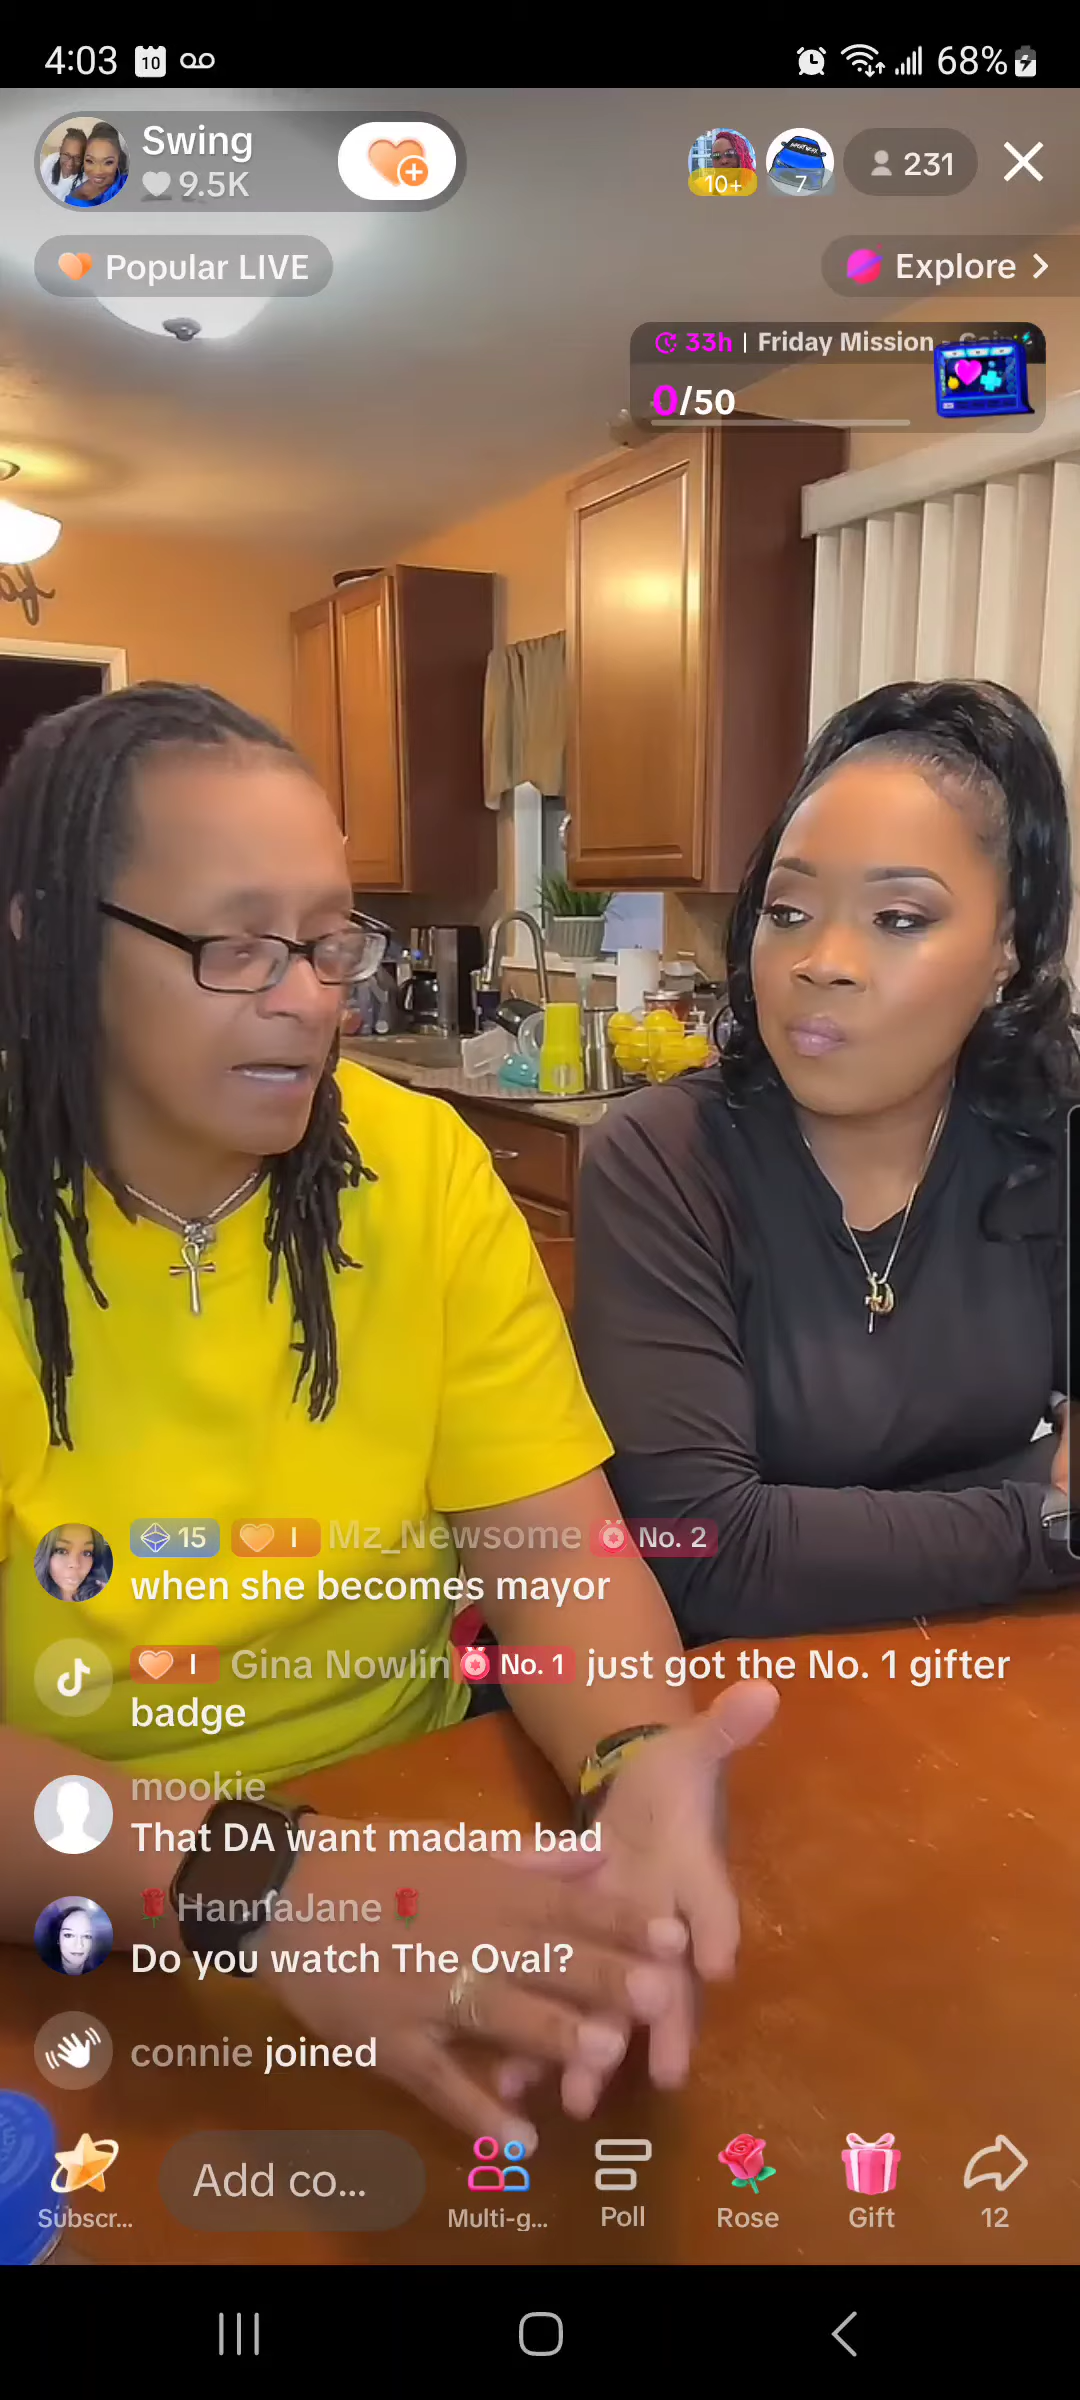 4:03
10
68%
Swing
9.5K
10+
7
231
Popular LIVE
Explore
33h | Friday Mission -
0/50
15 I Mz_Newsome No. 2
when she becomes mayor
I Gina Nowlin No. 1 just got the No. 1 gifter
badge
mookie
That DA want madam bad
HannaJane
Do you watch The Oval?
connie joined
Subscr...
Add co...
Multi-g...
Poll
Rose
Gift
12